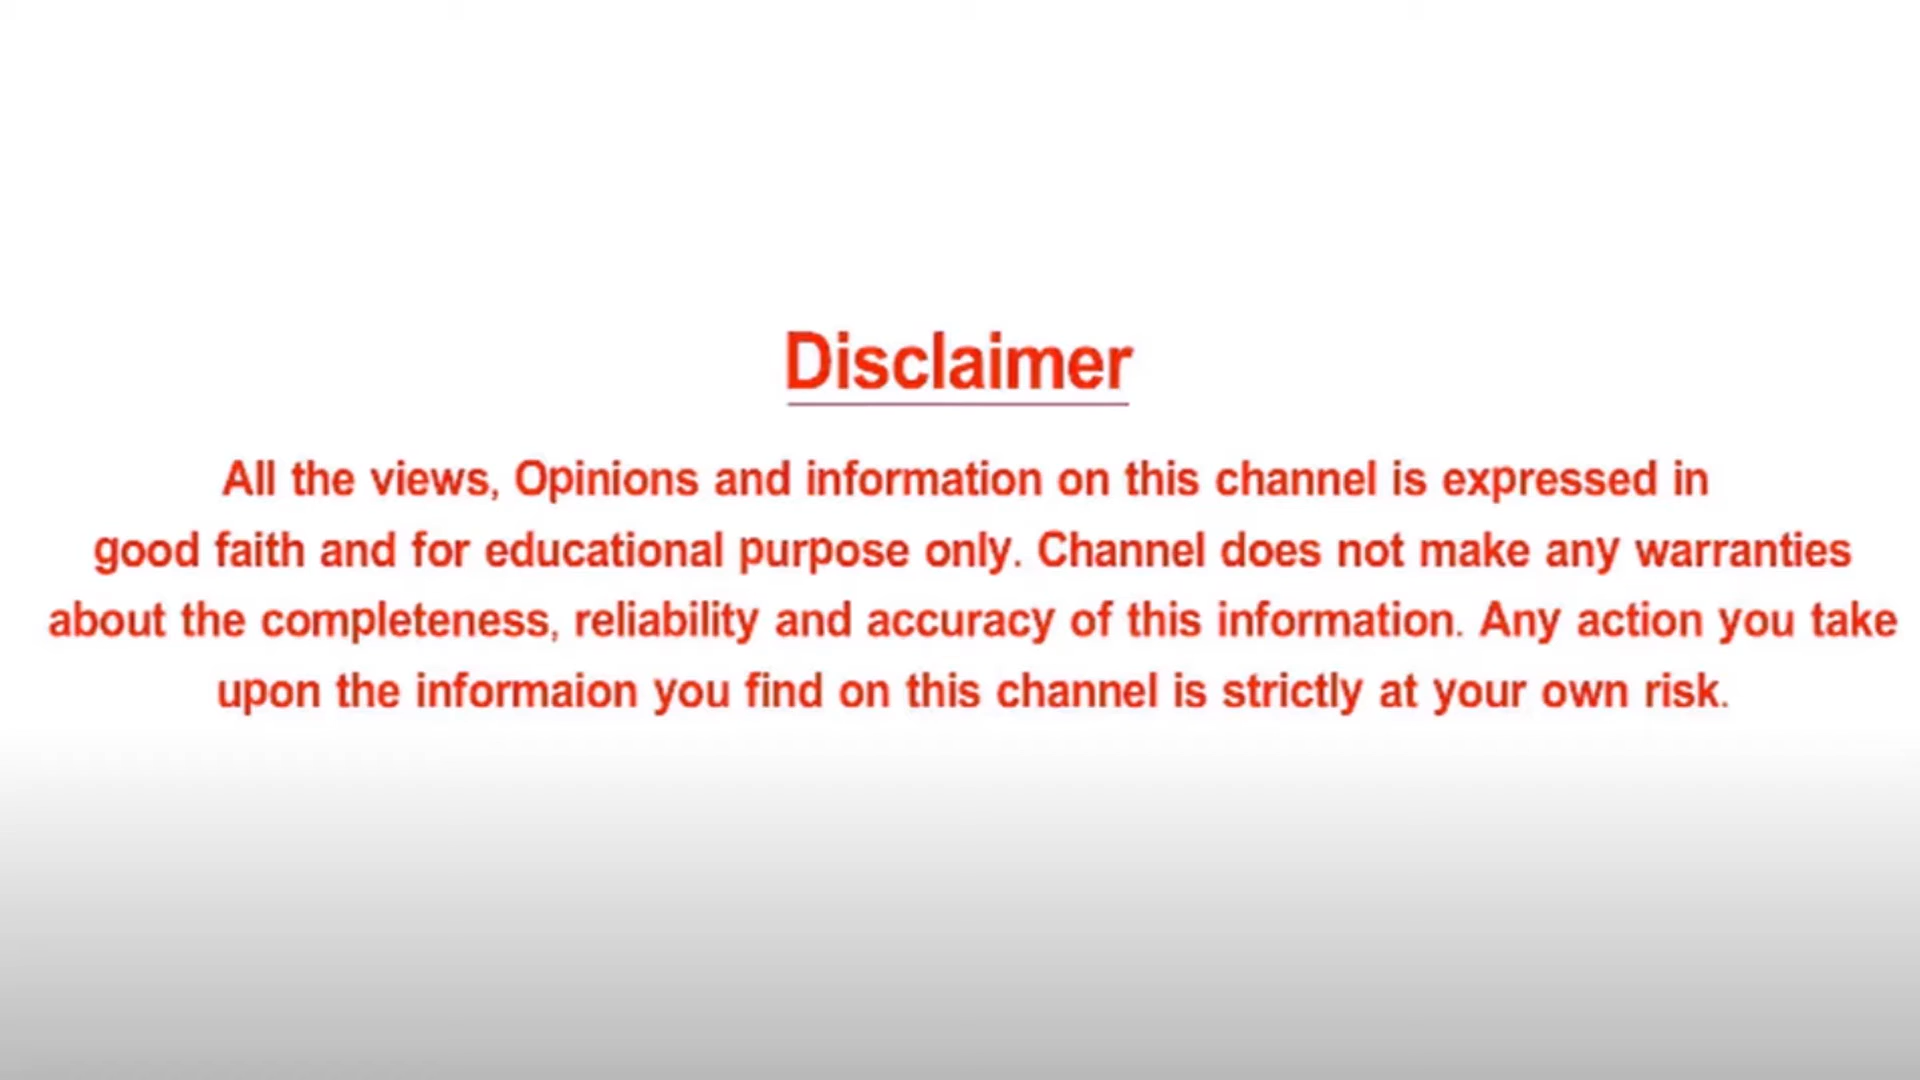 Disclaimer
All the views, Opinions and information on this channel is expressed in
good faith and for educational purpose only. Channel does not make any warranties
about the completeness, reliability and accuracy of this information. Any action you take
upon the informaion you find on this channel is strictly at your own risk.